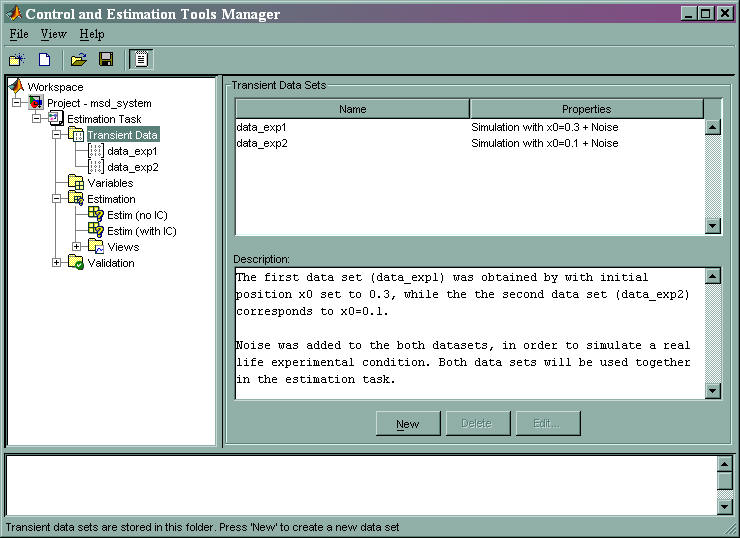 Control and Estimation Tools Manager
File View Help
Workspace
Project - msd_system
Estimation Task
Transient Data
data_exp1
data_exp2
Variables
Estimation
Estim (no IC)
Estim (with IC)
Views
Validation
Transient Data Sets
Name Properties
data_exp1 Simulation with x0=0.3 + Noise
data_exp2 Simulation with x0=0.1 + Noise
Description:
The first data set (data_exp1) was obtained by with initial
position x0 set to 0.3, while the the second data set (data_exp2)
corresponds to x0=0.1.
Noise was added to the both datasets, in order to simulate a real
life experimental condition. Both data sets will be used together
in the estimation task.
New Delete Edit...
Transient data sets are stored in this folder. Press 'New' to create a new data set